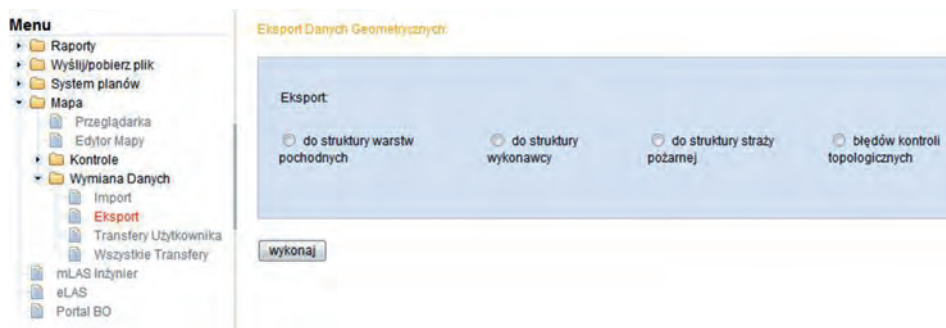 Menu
Raporty
Wyślij/pobierz plik
System planów
Mapa
Przeglądarka
Edytor Mapy
Kontrole
Wymiana Danych
Import
Eksport
Transfery Użytkownika
Wszystkie Transfery
mLAS Inżynier
eLAS
Portal BO
Eksport Danych Geometrycznych:
Eksport:
do struktury warstw
pochodnych
do struktury
wykonawcy
do struktury straży
pożarnej
błędów kontroli
topologicznych
wykonaj